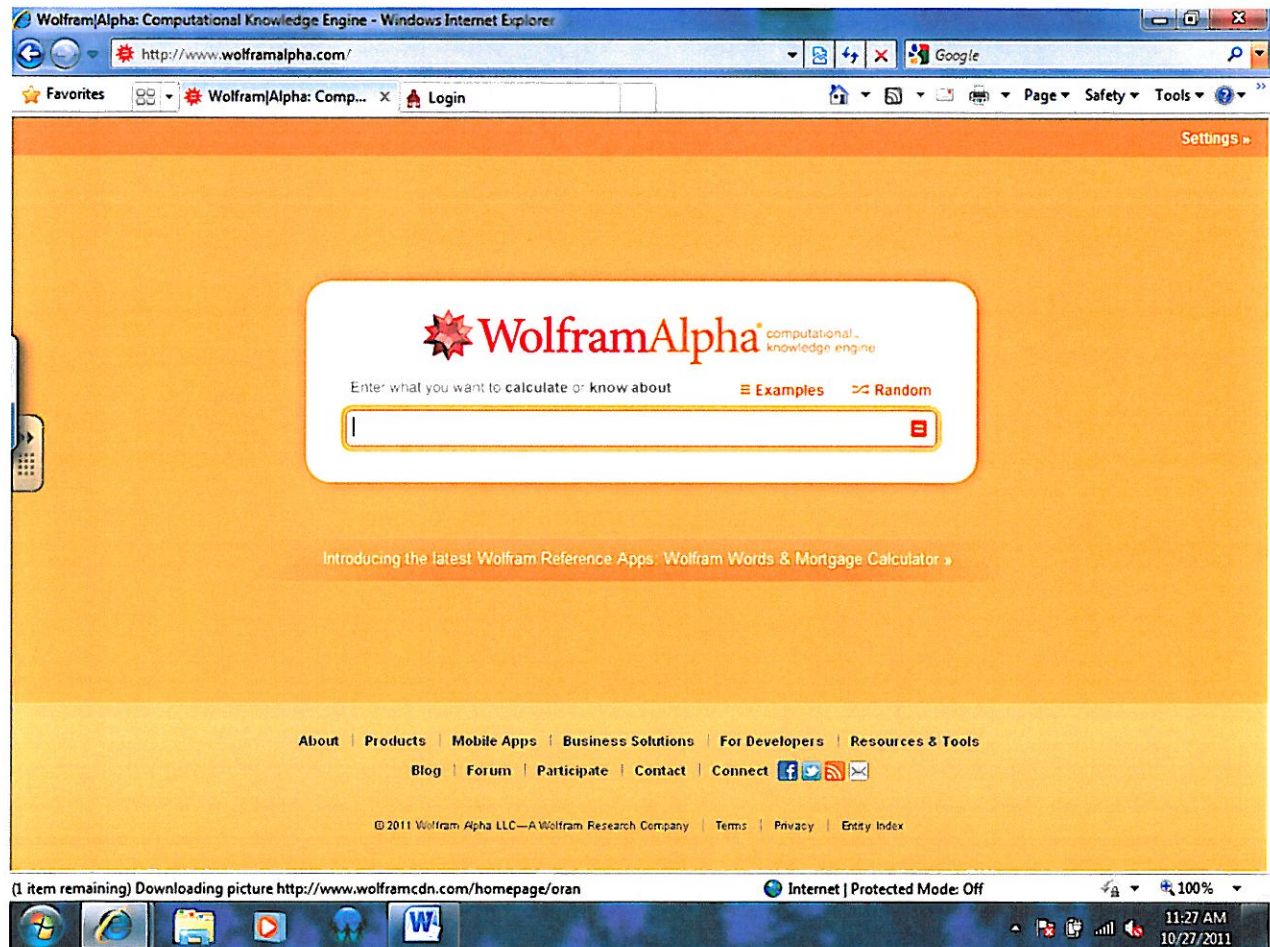 Wolfram|Alpha: Computational Knowledge Engine - Windows Internet Explorer
http://www.wolframalpha.com/
Google
Favorites
Wolfram|Alpha: Comp... X
Login
Page Safety Tools
Settings »
WolframAlpha computational knowledge engine
Enter what you want to calculate or know about
Examples
Random
Introducing the latest Wolfram Reference Apps: Wolfram Words & Mortgage Calculator »
About | Products | Mobile Apps | Business Solutions | For Developers | Resources & Tools
Blog | Forum | Participate | Contact | Connect
© 2011 Wolfram Alpha LLC—A Wolfram Research Company | Terms | Privacy | Entity Index
(1 item remaining) Downloading picture http://www.wolframcdn.com/homepage/oran
Internet | Protected Mode: Off
100%
W
11:27 AM
10/27/2011